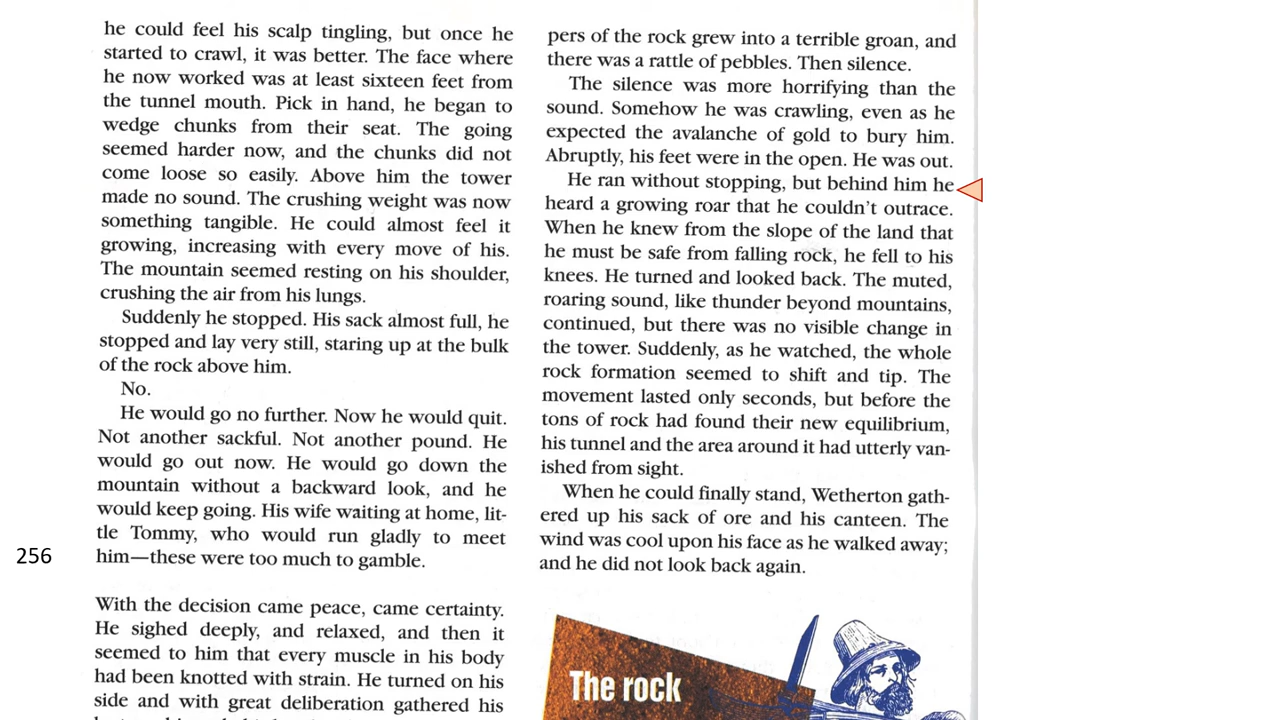 he could feel his scalp tingling, but once he
started to crawl, it was better. The face where
he now worked was at least sixteen feet from
the tunnel mouth. Pick in hand, he began to
wedge chunks from their seat. The going
seemed harder now, and the chunks did not
come loose so easily. Above him the tower
made no sound. The crushing weight was now
something tangible. He could almost feel it
growing, increasing with every move of his.
The mountain seemed resting on his shoulder,
crushing the air from his lungs.
Suddenly he stopped. His sack almost full, he
stopped and lay very still, staring up at the bulk
of the rock above him.
No.
He would go no further. Now he would quit.
Not another sackful. Not another pound. He
would go out now. He would go down the
mountain without a backward look, and he
would keep going. His wife waiting at home, lit-
tle Tommy, who would run gladly to meet
him—these were too much to gamble.
256
With the decision came peace, came certainty.
He sighed deeply, and relaxed, and then it
seemed to him that every muscle in his body
had been knotted with strain. He turned on his
side and with great deliberation gathered his
pers of the rock grew into a terrible groan, and
there was a rattle of pebbles. Then silence.
The silence was more horrifying than the
sound. Somehow he was crawling, even as he
expected the avalanche of gold to bury him.
Abruptly, his feet were in the open. He was out.
He ran without stopping, but behind him he
heard a growing roar that he couldn't outrace.
When he knew from the slope of the land that
he must be safe from falling rock, he fell to his
knees. He turned and looked back. The muted,
roaring sound, like thunder beyond mountains,
continued, but there was no visible change in
the tower. Suddenly, as he watched, the whole
rock formation seemed to shift and tip. The
movement lasted only seconds, but before the
tons of rock had found their new equilibrium,
his tunnel and the area around it had utterly van-
ished from sight.
When he could finally stand, Wetherton gath-
ered up his sack of ore and his canteen. The
wind was cool upon his face as he walked away;
and he did not look back again.
The rock